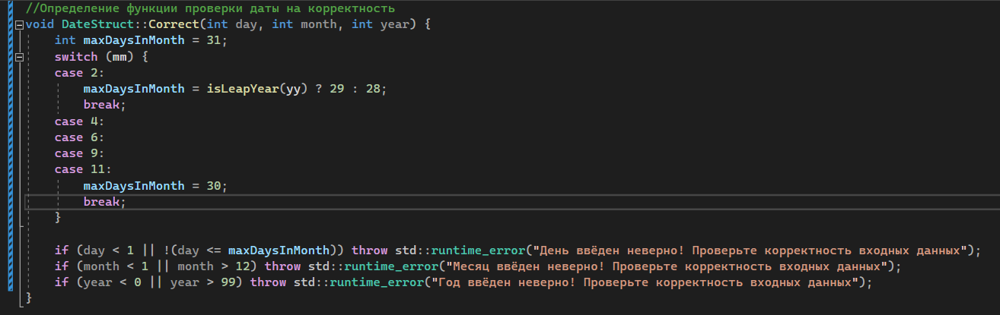 //Определение функции проверки даты на корректность
void DateStruct::Correct(int day, int month, int year) {
int maxDaysInMonth = 31;
switch (mm) {
case 2:
maxDaysInMonth = isLeapYear(yy) ? 29 : 28;
break;
case 4:
case 6:
case 9:
case 11:
maxDaysInMonth = 30;
break;
}
if (day < 1 || !(day <= maxDaysInMonth)) throw std::runtime_error("День ввёден неверно! Проверьте корректность входных данных");
if (month < 1 || month > 12) throw std::runtime_error("Месяц ввёден неверно! Проверьте корректность входных данных");
if (year < 0 || year > 99) throw std::runtime_error("Год ввёден неверно! Проверьте корректность входных данных");
}